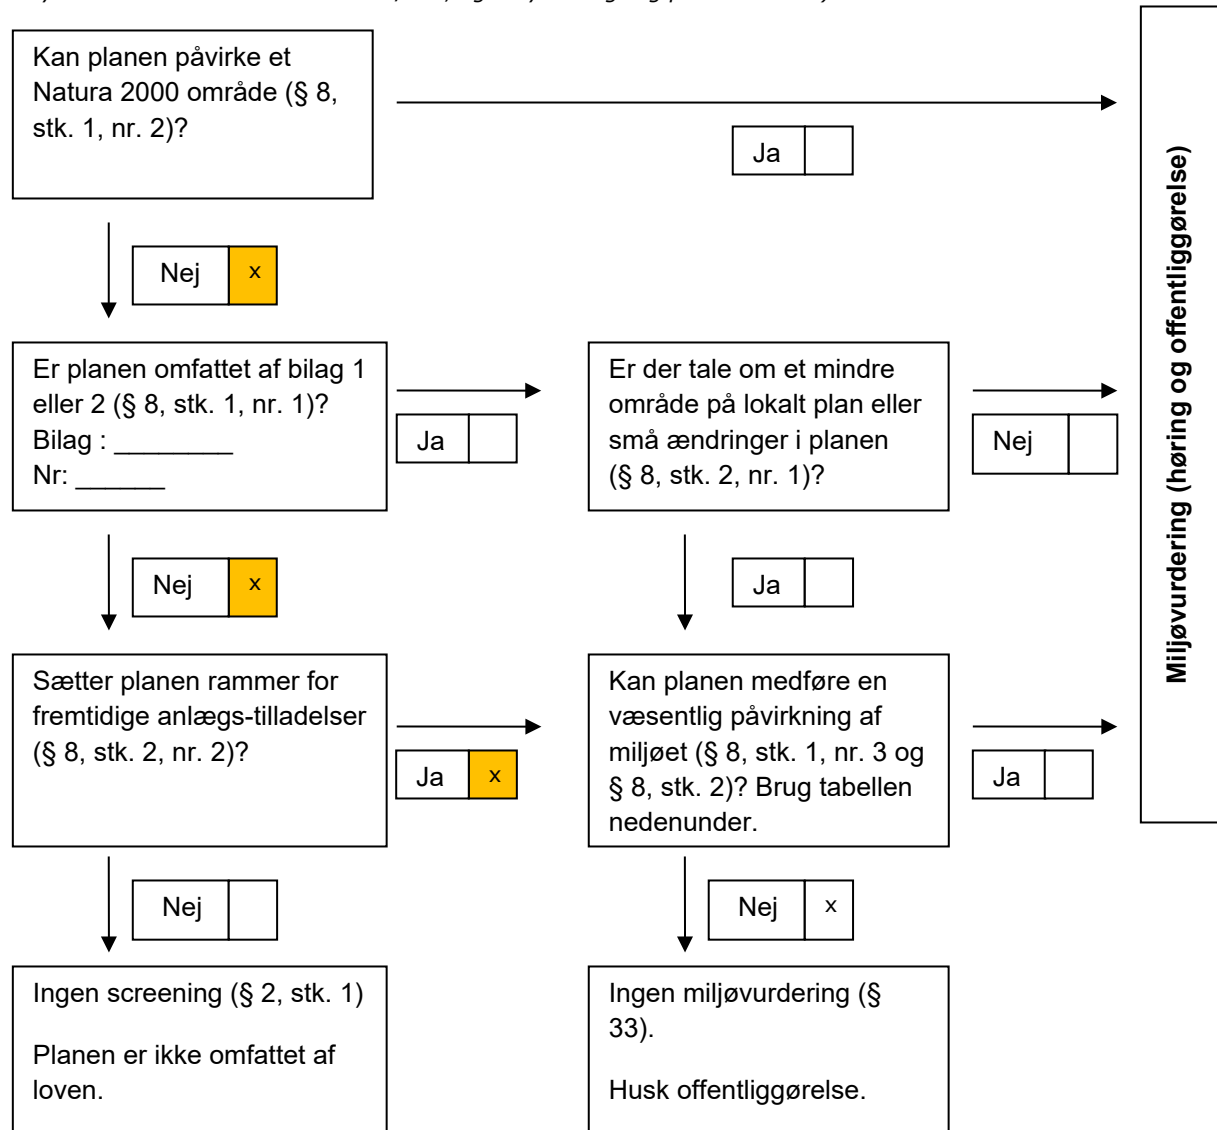 Kan planen påvirke et
Natura 2000 område (§ 8,
stk. 1, nr. 2)?
Ja
Nej x
Er planen omfattet af bilag 1
eller 2 (§ 8, stk. 1, nr. 1)?
Bilag : ________
Nr: ______
Ja
Er der tale om et mindre
område på lokalt plan eller
små ændringer i planen
(§ 8, stk. 2, nr. 1)?
Nej
Nej x
Ja
Sætter planen rammer for
fremtidige anlægs-tilladelser
(§ 8, stk. 2, nr. 2)?
Ja x
Kan planen medføre en
væsentlig påvirkning af
miljøet (§ 8, stk. 1, nr. 3 og
§ 8, stk. 2)? Brug tabellen
nedenunder.
Ja
Nej
Nej x
Ingen screening (§ 2, stk. 1)
Planen er ikke omfattet af
loven.
Ingen miljøvurdering (§
33).
Husk offentliggørelse.
Miljøvurdering (høring og offentliggørelse)